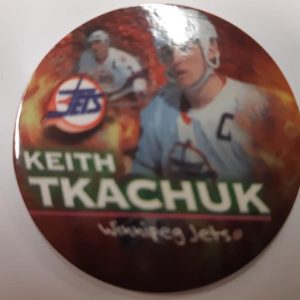 JETS
C
KEITH
TKACHUK
Winnipeg Jets